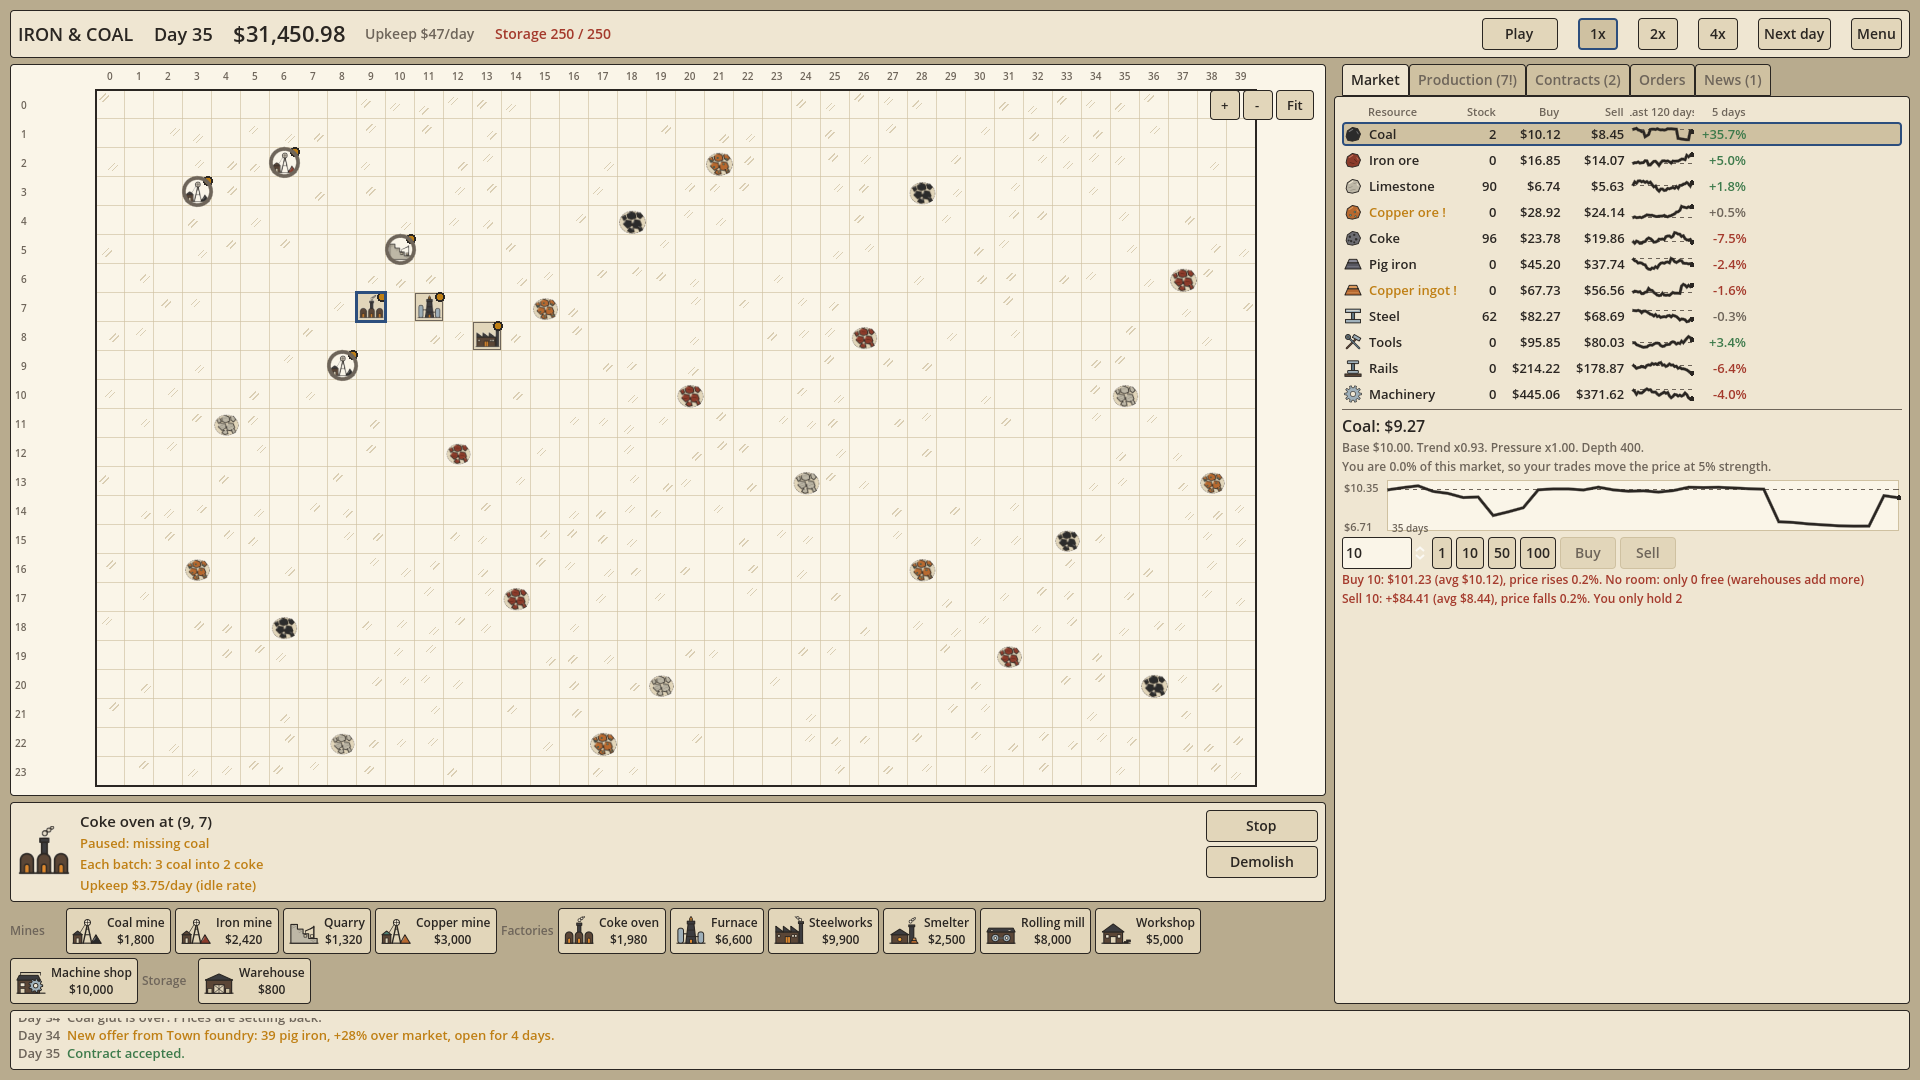 IRON & COAL Day 35 $31,450.98 Upkeep $47/day Storage 250 / 250 Play 1x 2x 4x Next day Menu
0 1 2 3 4 5 6 7 8 9 10 11 12 13 14 15 16 17 18 19 20 21 22 23 24 25 26 27 28 29 30 31 32 33 34 35 36 37 38 39
+ - Fit
0
1
2
3
4
5
6
7
8
9
10
11
12
13
14
15
16
17
18
19
20
21
22
23
Coke oven at (9, 7)
Paused: missing coal
Each batch: 3 coal into 2 coke
Upkeep $3.75/day (idle rate)
Stop
Demolish
Mines
Coal mine
$1,800
Iron mine
$2,420
Quarry
$1,320
Copper mine
$3,000
Factories
Coke oven
$1,980
Furnace
$6,600
Steelworks
$9,900
Smelter
$2,500
Rolling mill
$8,000
Workshop
$5,000
Machine shop
$10,000
Storage
Warehouse
$800
Day 34 Coal glut is over. Prices are settling back.
Day 34 New offer from Town foundry: 39 pig iron, +28% over market, open for 4 days.
Day 35 Contract accepted.
Market Production (7!) Contracts (2) Orders News (1)
Resource Stock Buy Sell ast 120 days 5 days
Coal 2 $10.12 $8.45 +35.7%
Iron ore 0 $16.85 $14.07 +5.0%
Limestone 90 $6.74 $5.63 +1.8%
Copper ore ! 0 $28.92 $24.14 +0.5%
Coke 96 $23.78 $19.86 -7.5%
Pig iron 0 $45.20 $37.74 -2.4%
Copper ingot ! 0 $67.73 $56.56 -1.6%
Steel 62 $82.27 $68.69 -0.3%
Tools 0 $95.85 $80.03 +3.4%
Rails 0 $214.22 $178.87 -6.4%
Machinery 0 $445.06 $371.62 -4.0%
Coal: $9.27
Base $10.00. Trend x0.93. Pressure x1.00. Depth 400.
You are 0.0% of this market, so your trades move the price at 5% strength.
$10.35
$6.71 35 days
10 1 10 50 100 Buy Sell
Buy 10: $101.23 (avg $10.12), price rises 0.2%. No room: only 0 free (warehouses add more)
Sell 10: +$84.41 (avg $8.44), price falls 0.2%. You only hold 2